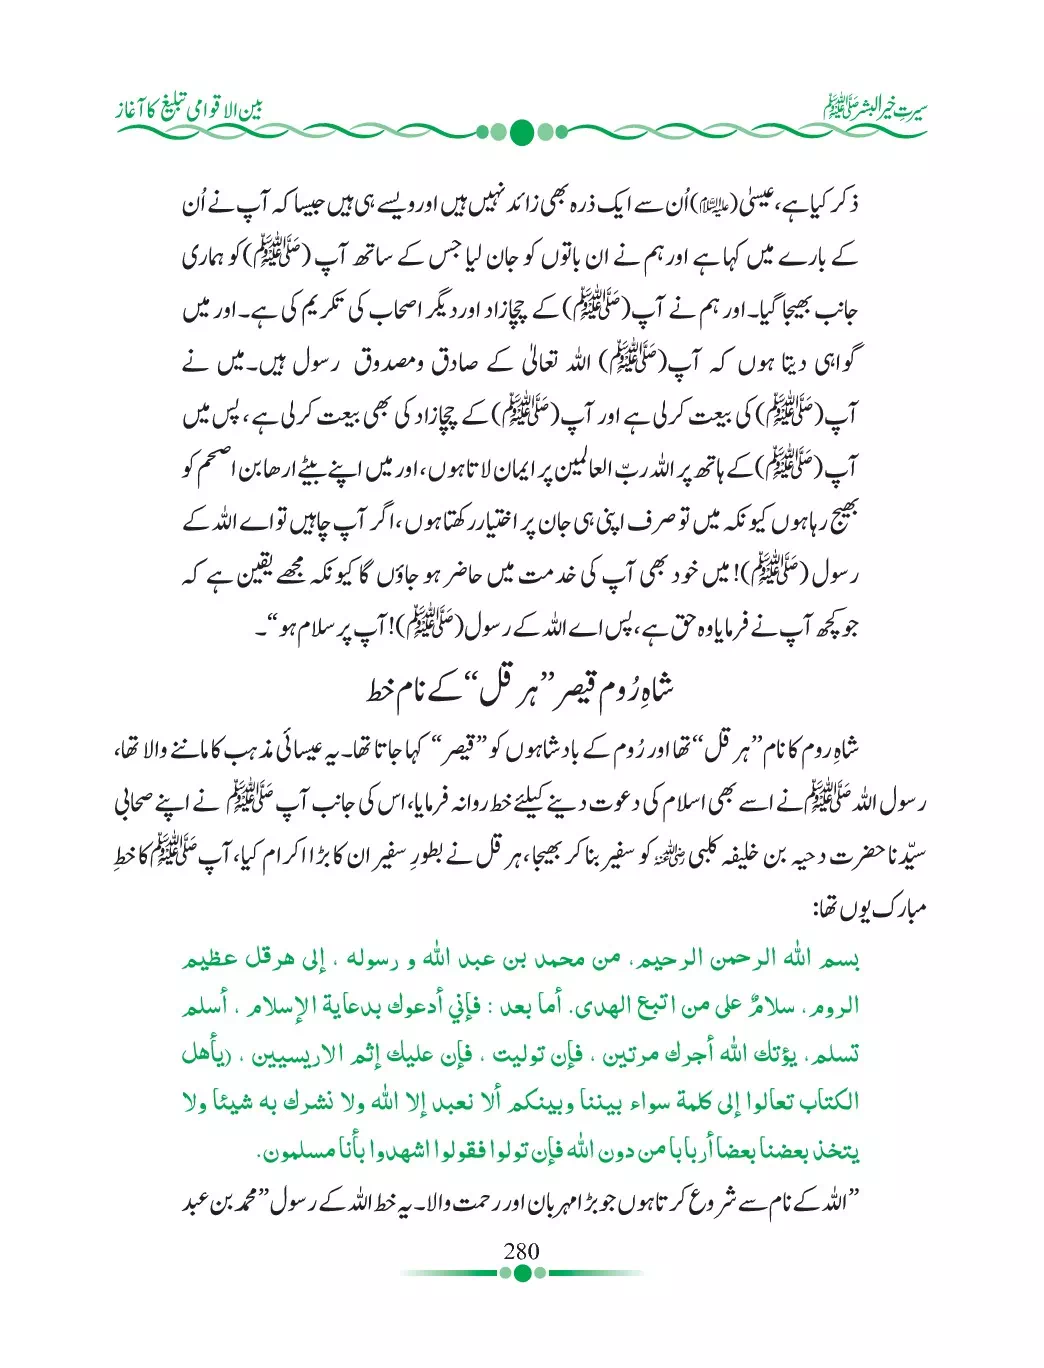 سیرتِ خیر البشر ﷺ
بین الاقوامی تبلیغ کا آغاز
ذکر کیا ہے، عیسیٰ (علیہ السلام) اُن سے ایک ذرہ بھی زائد نہیں ہیں اور ویسے ہی ہیں جیسا کہ آپ نے اُن
کے بارے میں کہا ہے اور ہم نے ان باتوں کو جان لیا جس کے ساتھ آپ (ﷺ) کو ہماری
جانب بھیجا گیا۔ اور ہم نے آپ (ﷺ) کے چچازاد اور دیگر اصحاب کی تکریم کی ہے۔ اور میں
گواہی دیتا ہوں کہ آپ (ﷺ) اللہ تعالیٰ کے صادق ومصدوق رسول ہیں۔ میں نے
آپ (ﷺ) کی بیعت کرلی ہے اور آپ (ﷺ) کے چچازاد کی بھی بیعت کرلی ہے، پس میں
آپ (ﷺ) کے ہاتھ پر اللہ ربّ العالمین پر ایمان لاتا ہوں، اور میں اپنے بیٹے ارھا بن اصحم کو
بھیج رہا ہوں کیونکہ میں تو صرف اپنی ہی جان پر اختیار رکھتا ہوں، اگر آپ چاہیں تو اے اللہ کے
رسول (ﷺ)! میں خود بھی آپ کی خدمت میں حاضر ہو جاؤں گا کیونکہ مجھے یقین ہے کہ
جو کچھ آپ نے فرمایا وہ حق ہے، پس اے اللہ کے رسول (ﷺ)! آپ پر سلام ہو“۔
شاہِ رُوم قیصر ”ہرقل“ کے نام خط
شاہِ روم کا نام ”ہرقل“ تھا اور رُوم کے بادشاہوں کو ”قیصر“ کہا جاتا تھا۔ یہ عیسائی مذہب کا ماننے والا تھا،
رسول اللہ ﷺ نے اسے بھی اسلام کی دعوت دینے کیلئے خط روانہ فرمایا، اس کی جانب آپ ﷺ نے اپنے صحابی
سیّدنا حضرت دحیہ بن خلیفہ کلبی رضی اللہ عنہ کو سفیر بنا کر بھیجا، ہرقل نے بطورِ سفیر ان کا بڑا اکرام کیا، آپ ﷺ کا خطِ
مبارک یوں تھا:
بسم الله الرحمن الرحيم، من محمد بن عبد الله و رسوله ، إلى هرقل عظيم
الروم، سلامٌ على من اتبع الهدى. أما بعد : فإني أدعوك بدعاية الإسلام ، أسلم
تسلم، يؤتك الله أجرك مرتين ، فإن توليت ، فإن عليك إثم الاريسيين ، (يأهل
الكتاب تعالوا إلى كلمة سواء بيننا وبينكم ألا نعبد إلا الله ولا نشرك به شيئا ولا
يتخذ بعضنا بعضا أربابا من دون الله فإن تولوا فقولوا اشهدوا بأنا مسلمون.
”اللہ کے نام سے شروع کرتا ہوں جو بڑا مہربان اور رحمت والا۔ یہ خط اللہ کے رسول ”محمد بن عبد
280